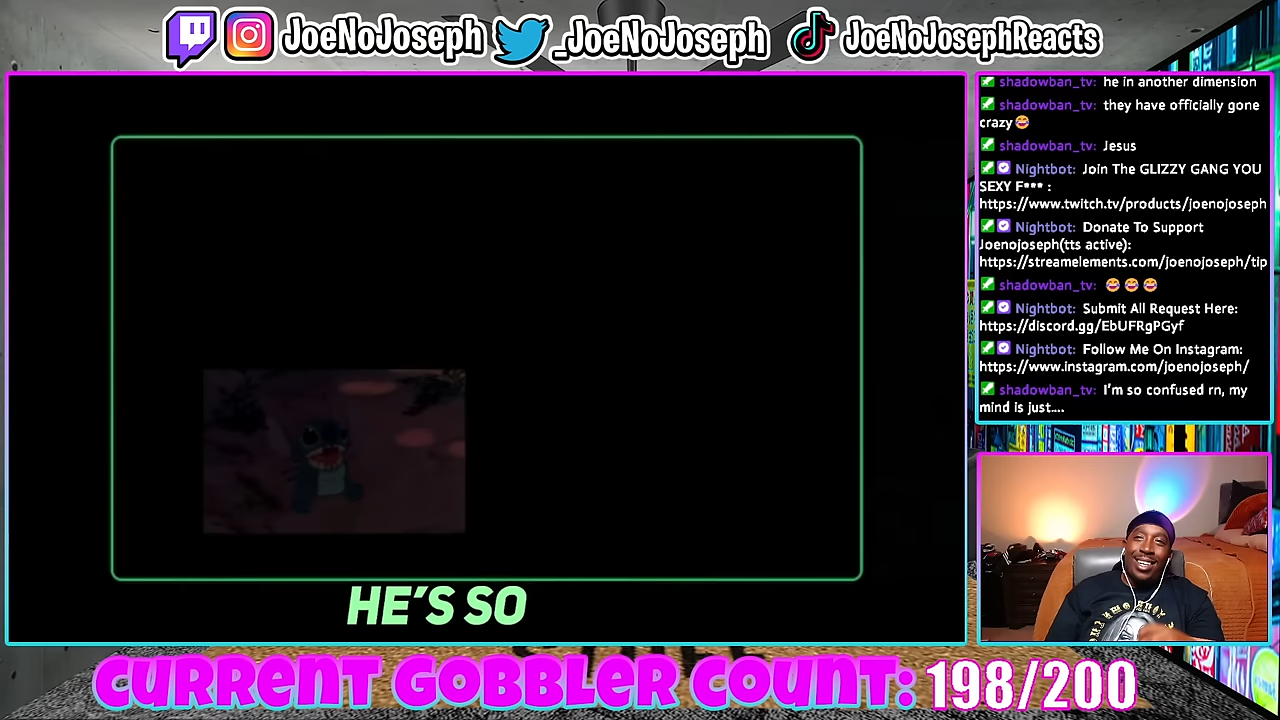 JoeNoJoseph _JoeNoJoseph JoeNoJosephReacts
shadowban_tv: he in another dimension
shadowban_tv: they have officially gone
crazy😂
shadowban_tv: Jesus
Nightbot: Join The GLIZZY GANG YOU
SEXY F*** :
https://www.twitch.tv/products/joenojoseph
Nightbot: Donate To Support
Joenojoseph(tts active):
https://streamelements.com/joenojoseph/tip
shadowban_tv: 😂 😂 😂
Nightbot: Submit All Request Here:
https://discord.gg/EbUFRgPGyf
Nightbot: Follow Me On Instagram:
https://www.instagram.com/joenojoseph/
shadowban_tv: I'm so confused rn, my
mind is just....
HE'S SO
CURRENT GOBBLER COUNT: 198/200